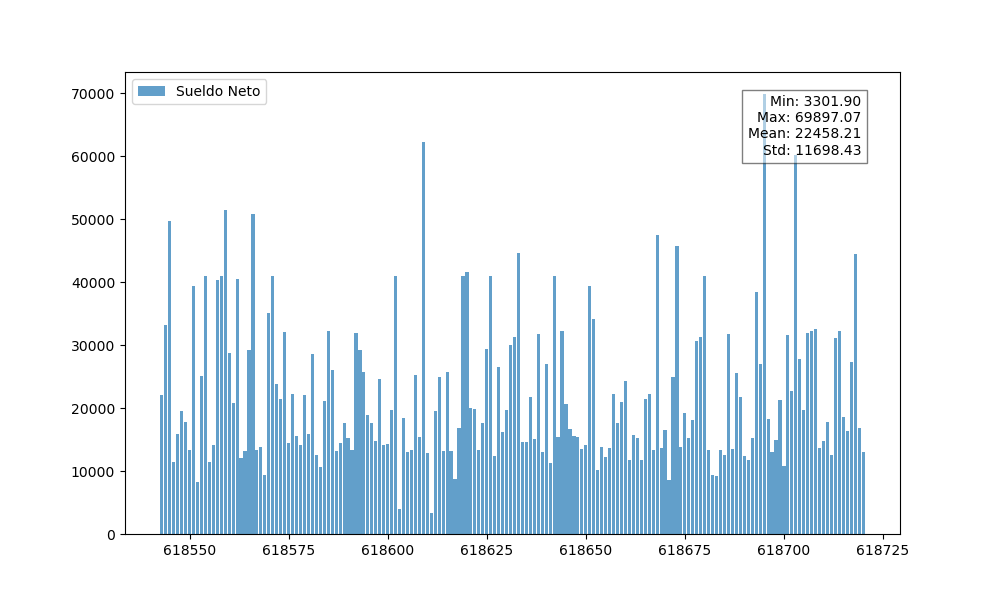 Sueldo Neto
Min: 3301.90
Max: 69897.07
Mean: 22458.21
Std: 11698.43
70000
60000
50000
40000
30000
20000
10000
0
618550 618575 618600 618625 618650 618675 618700 618725